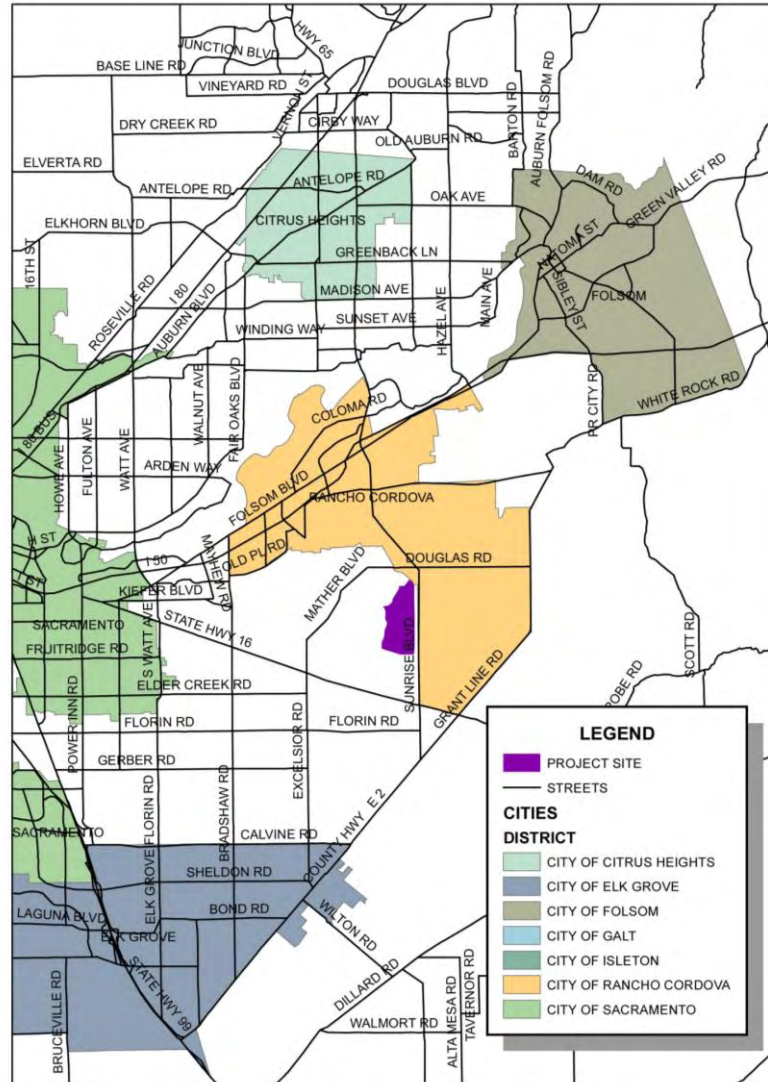 HWY 65
JUNCTION BLVD
BASE LINE RD
VINEYARD RD
DOUGLAS BLVD
VERNON ST
BARTON RD
AUBURN FOLSOM RD
DRY CREEK RD
CIRBY WAY
OLD AUBURN RD
ELVERTA RD
DAM RD
GREEN VALLEY RD
ANTELOPE RD
ANTELOPE RD
OAK AVE
ELKHORN BLVD
CITRUS HEIGHTS
NATOMA ST
16TH ST
GREENBACK LN
ROSEVILLE RD
I 80
AUBURN BLVD
MADISON AVE
MAIN AVE
SIBLEY ST
FOLSOM
HAZEL AVE
SUNSET AVE
WINDING WAY
WALNUT AVE
FAIR OAKS BLVD
PR CITY RD
WHITE ROCK RD
I 80 BUS
COLOMA RD
HOWE AVE
FULTON AVE
WATT AVE
ARDEN WAY
FOLSOM BLVD
RANCHO CORDOVA
H ST
MAYHEW RD
OLD PL RD
I 50
MATHER BLVD
DOUGLAS RD
KIEFER BLVD
STATE HWY 16
SACRAMENTO
S WATT AVE
FRUITRIDGE RD
SUNRISE BLVD
SCOTT RD
ELDER CREEK RD
GRANT LINE RD
FLORIN RD
FLORIN RD
POWER INN RD
GERBER RD
EXCELSIOR RD
LEGEND
PROJECT SITE
STREETS
CITIES
DISTRICT
CITY OF CITRUS HEIGHTS
CITY OF ELK GROVE
CITY OF FOLSOM
CITY OF GALT
CITY OF ISLETON
CITY OF RANCHO CORDOVA
CITY OF SACRAMENTO
SACRAMENTO
ELK GROVE FLORIN RD
BRADSHAW RD
CALVINE RD
COUNTY HWY E 2
SHELDON RD
LAGUNA BLVD
BOND RD
WILTON RD
ELK GROVE
STATE HWY 99
DILLARD RD
BRUCEVILLE RD
WALMORT RD
ALTA MESA RD
TAVERNOR RD